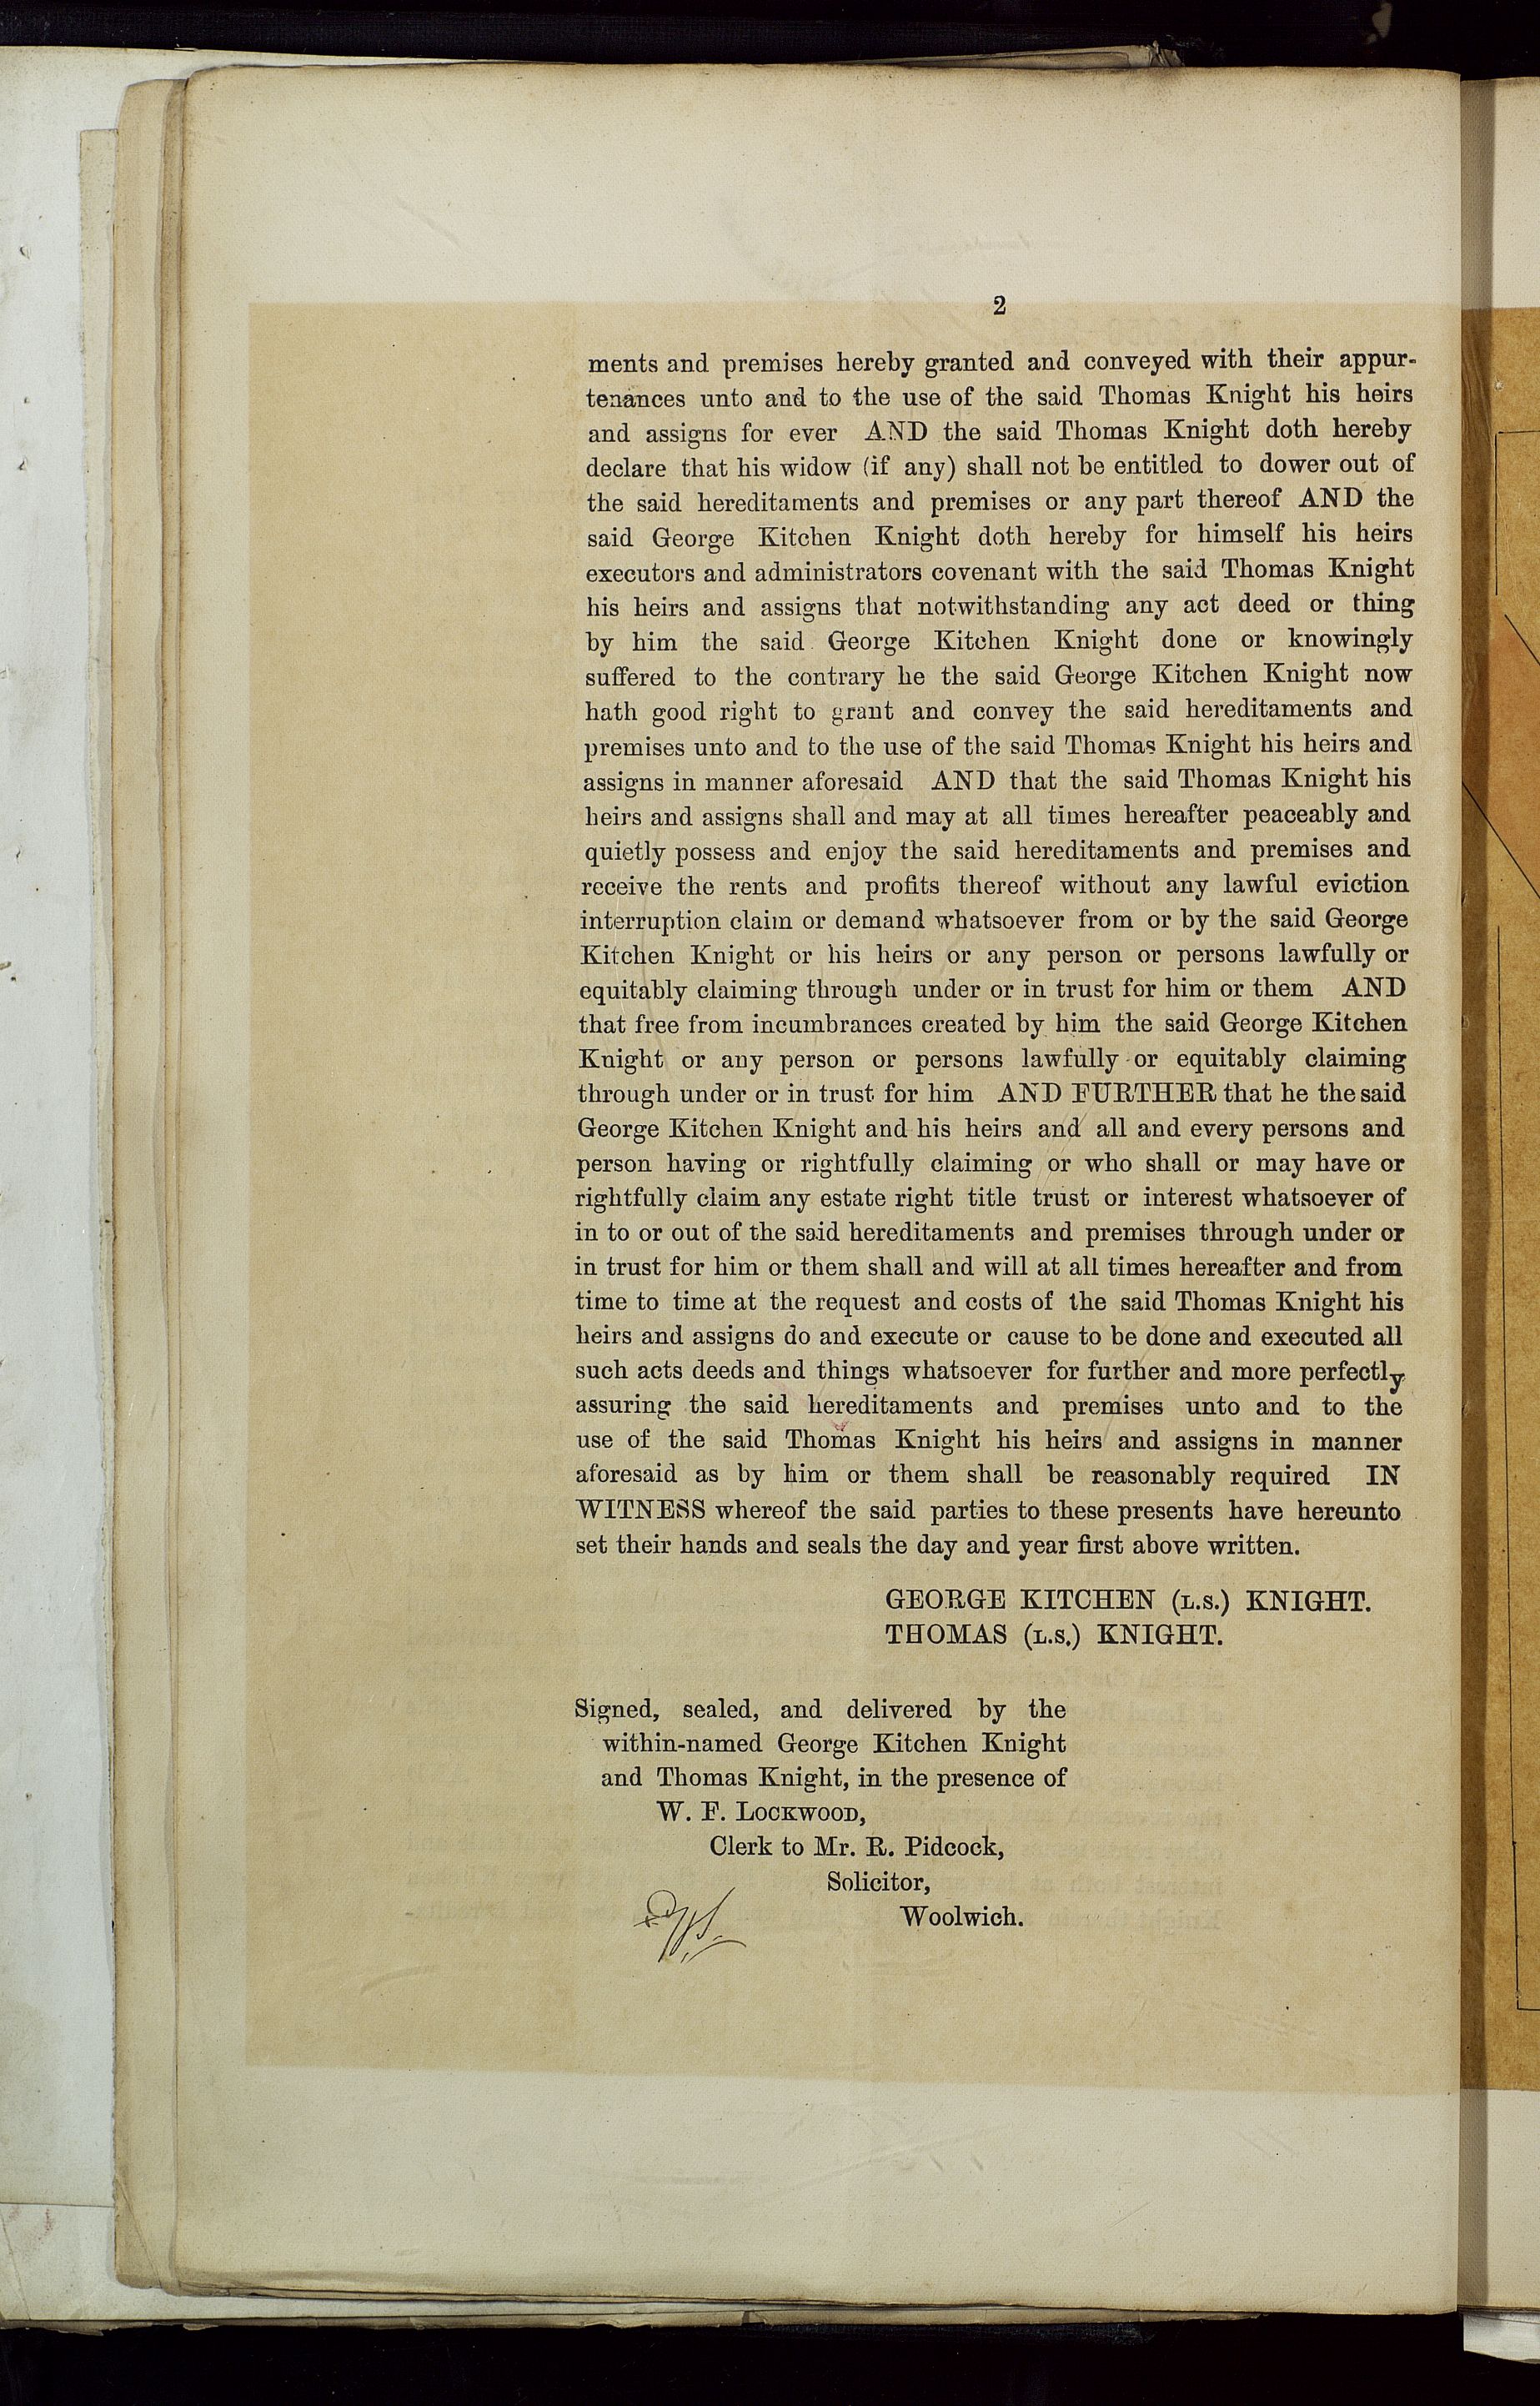 2
ments and premises hereby granted and conveyed with their appur-
tenances unto and to the use of the said Thomas Knight his heirs
and assigns for ever AND the said Thomas Knight doth hereby
declare that his widow (if any) shall not be entitled to dower out of
the said hereditaments and premises or any part thereof AND the
said George Kitchen Knight doth hereby for himself his heirs
executors and administrators covenant with the said Thomas Knight
his heirs and assigns that notwithstanding any act deed or thing
by him the said George Kitchen Knight done or knowingly
suffered to the contrary he the said George Kitchen Knight now
hath good right to grant and convey the said hereditaments and
premises unto and to the use of the said Thomas Knight his heirs and
assigns in manner aforesaid AND that the said Thomas Knight his
heirs and assigns shall and may at all times hereafter peaceably and
quietly possess and enjoy the said hereditaments and premises and
receive the rents and profits thereof without any lawful eviction
interruption claim or demand whatsoever from or by the said George
Kitchen Knight or his heirs or any person or persons lawfully or
equitably claiming through under or in trust for him or them AND
that free from incumbrances created by him the said George Kitchen
Knight or any person or persons lawfully or equitably claiming
through under or in trust for him AND FURTHER that he the said
George Kitchen Knight and his heirs and all and every persons and
person having or rightfully claiming or who shall or may have or
rightfully claim any estate right title trust or interest whatsoever of
in to or out of the said hereditaments and premises through under or
in trust for him or them shall and will at all times hereafter and from
time to time at the request and costs of the said Thomas Knight his
heirs and assigns do and execute or cause to be done and executed all
such acts deeds and things whatsoever for further and more perfectly
assuring the said hereditaments and premises unto and to the
use of the said Thomas Knight his heirs and assigns in manner
aforesaid as by him or them shall be reasonably required IN
WITNESS whereof the said parties to these presents have hereunto
set their hands and seals the day and year first above written.
GEORGE KITCHEN (L.S.) KNIGHT.
THOMAS (L.S.) KNIGHT.
Signed, sealed, and delivered by the
within-named George Kitchen Knight
and Thomas Knight, in the presence of
W. F. LOCKWOOD,
Clerk to Mr. R. Pidcock,
Solicitor,
Woolwich.